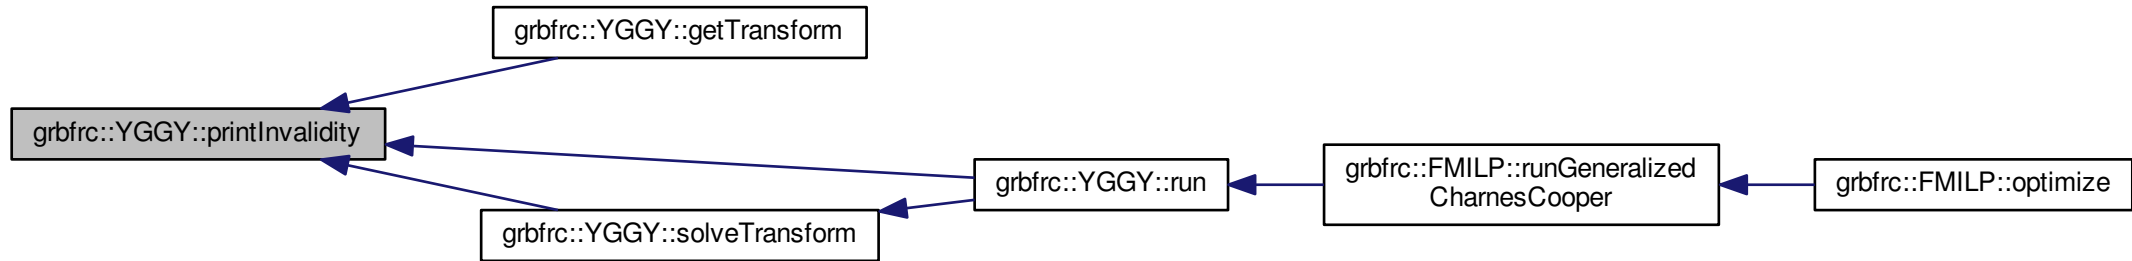 grbfrc::YGGY::getTransform
grbfrc::YGGY::printInvalidity
grbfrc::YGGY::run
grbfrc::FMILP::runGeneralized
CharnesCooper
grbfrc::FMILP::optimize
grbfrc::YGGY::solveTransform